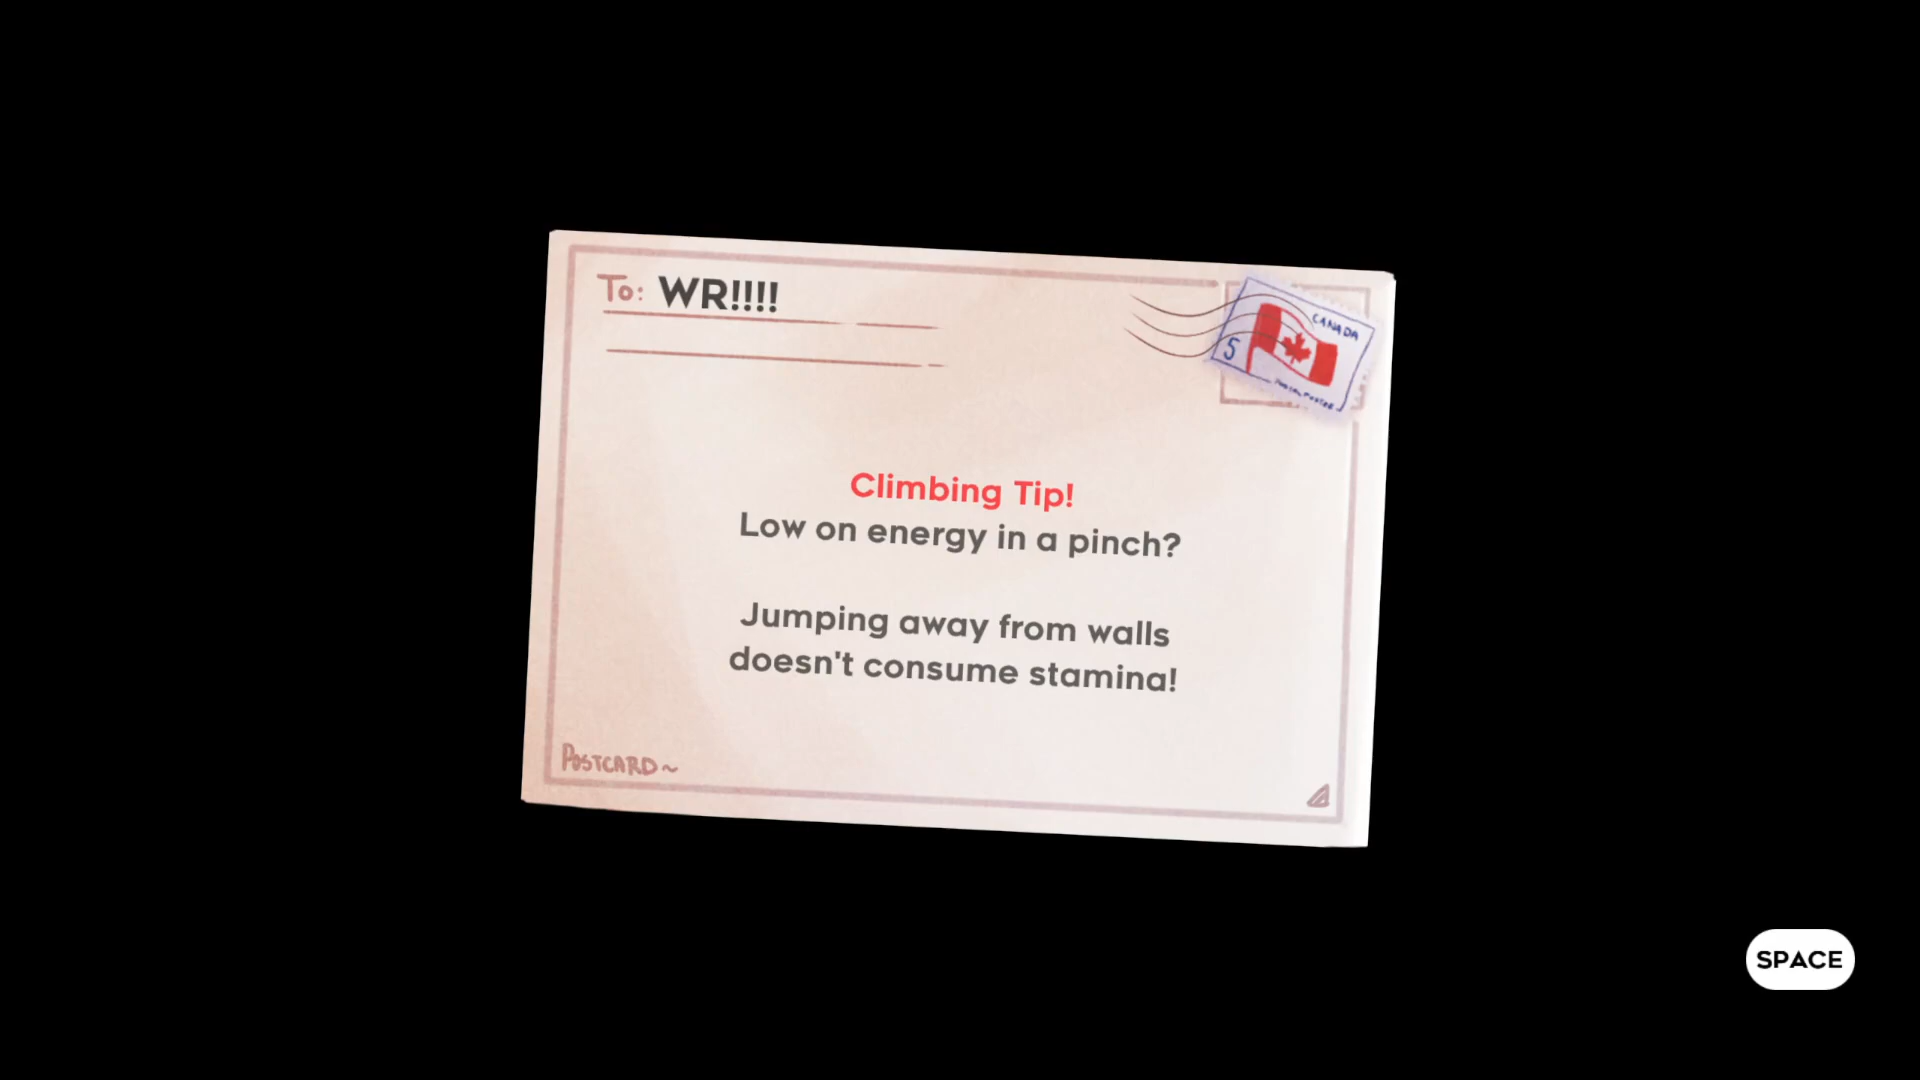 To: WR!!!!
CANADA
5
Climbing Tip!
Low on energy in a pinch?
Jumping away from walls
doesn't consume stamina!
POSTCARD~
SPACE